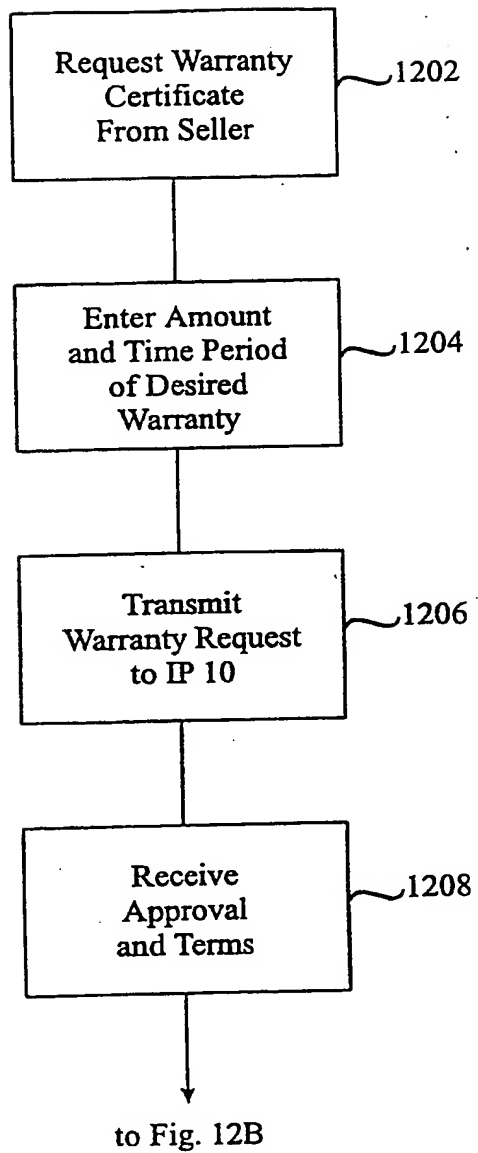 Request Warranty
Certificate
From Seller
1202
Enter Amount
and Time Period
of Desired
Warranty
1204
Transmit
Warranty Request
to IP 10
1206
Receive
Approval
and Terms
1208
to Fig. 12B